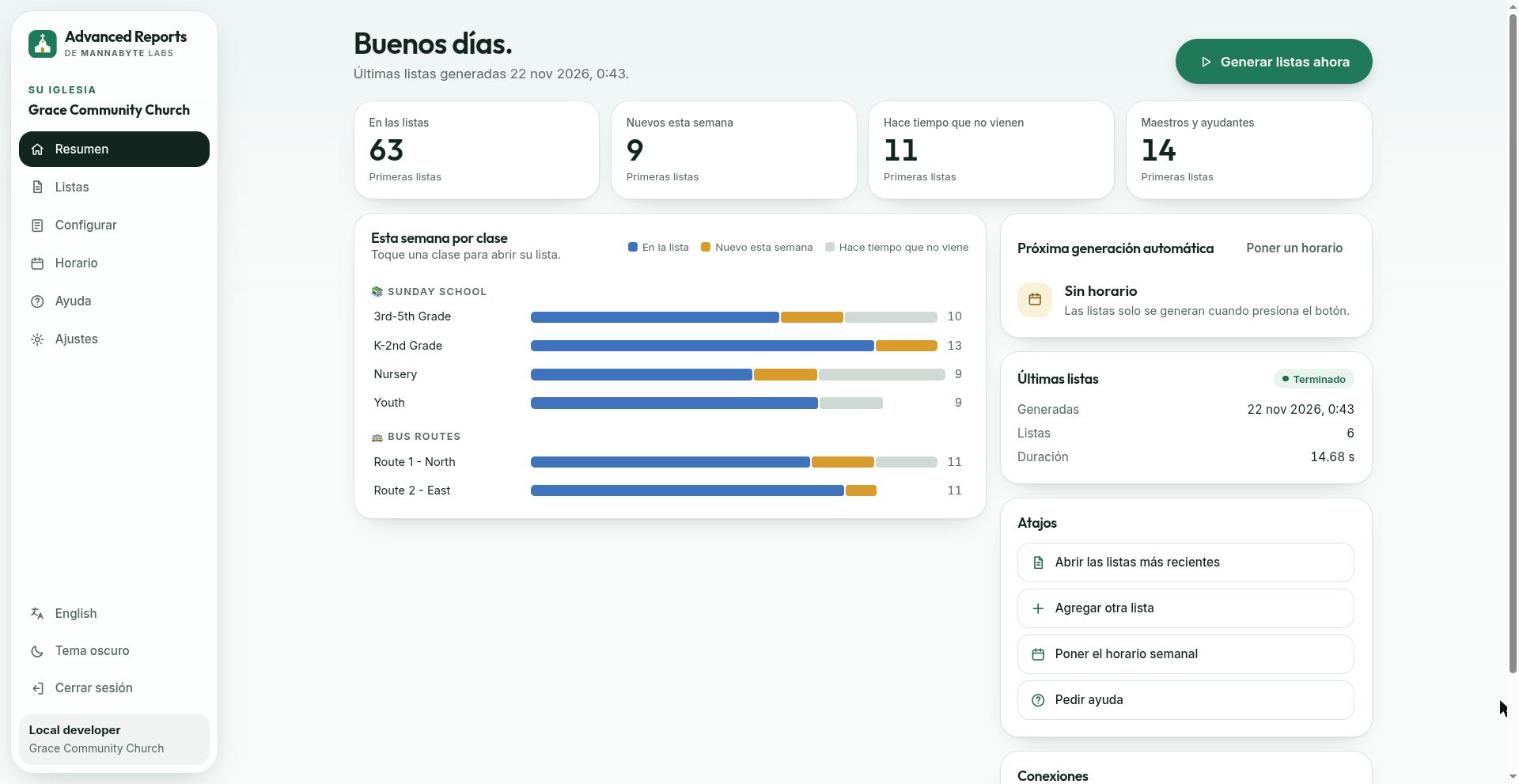 Advanced Reports
DE MANNABYTE LABS
SU IGLESIA
Grace Community Church
Resumen
Listas
Configurar
Horario
Ayuda
Ajustes
English
Tema oscuro
Cerrar sesión
Local developer
Grace Community Church
Buenos días.
Últimas listas generadas 22 nov 2026, 0:43.
Generar listas ahora
En las listas
63
Primeras listas
Nuevos esta semana
9
Primeras listas
Hace tiempo que no vienen
11
Primeras listas
Maestros y ayudantes
14
Primeras listas
Esta semana por clase
Toque una clase para abrir su lista.
En la lista Nuevo esta semana Hace tiempo que no viene
SUNDAY SCHOOL
3rd-5th Grade 10
K-2nd Grade 13
Nursery 9
Youth 9
BUS ROUTES
Route 1 - North 11
Route 2 - East 11
Próxima generación automática Poner un horario
Sin horario
Las listas solo se generan cuando presiona el botón.
Últimas listas Terminado
Generadas 22 nov 2026, 0:43
Listas 6
Duración 14.68 s
Atajos
Abrir las listas más recientes
Agregar otra lista
Poner el horario semanal
Pedir ayuda
Conexiones